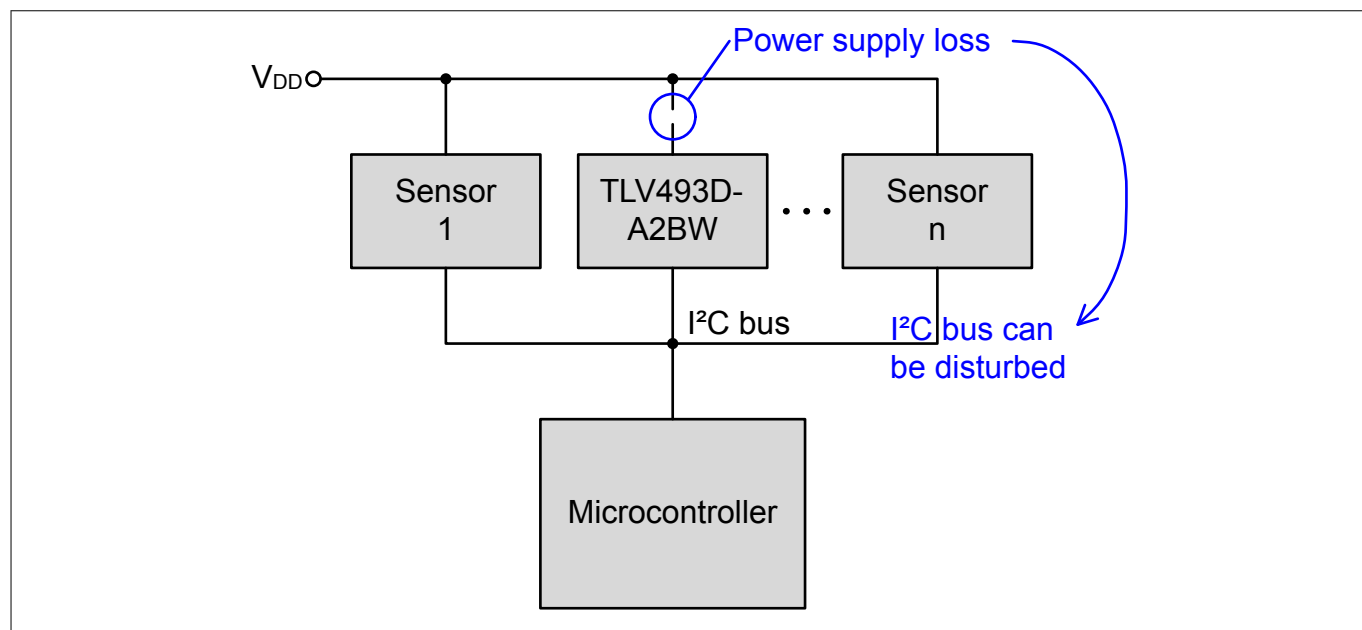 Power supply loss
VDD
Sensor
1
TLV493D-
A2BW
...
Sensor
n
I²C bus
I²C bus can
be disturbed
Microcontroller